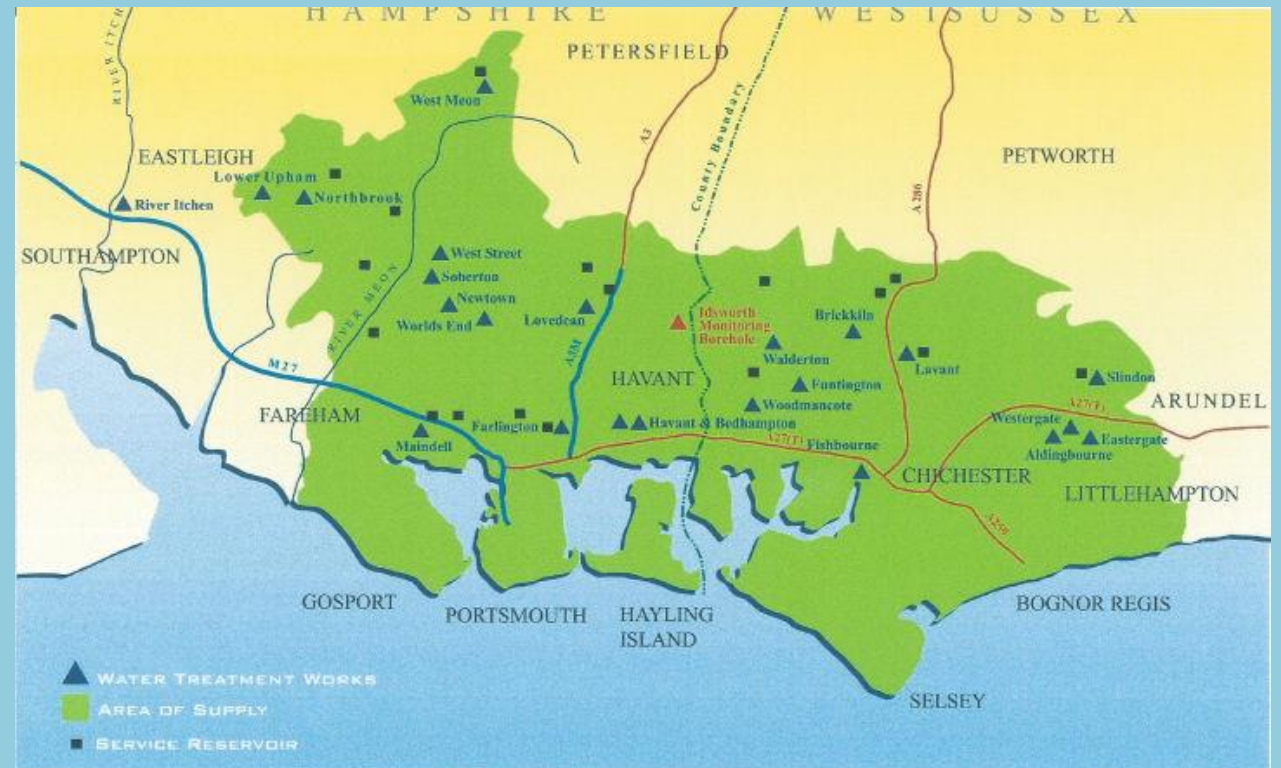 HAMPSHIRE
WEST SUSSEX
RIVER ITCH
PETERSFIELD
West Meon
A3
County Boundary
EASTLEIGH
PETWORTH
Lower Upham
Northbrook
A 286
River Itchen
SOUTHAMPTON
West Street
Soberton
RIVER MEON
Newtown
Worlds End
Lovedean
Idsworth
Monitoring
Borehole
Brickkiln
A3M
Walderton
Lavant
M27
HAVANT
Funtington
Slindon
Woodmancote
ARUNDEL
FAREHAM
A27(T)
Farlington
Havant & Bedhampton
Westergate
Maindell
A27(T)
Fishbourne
Eastergate
Aldingbourne
CHICHESTER
LITTLEHAMPTON
GOSPORT
PORTSMOUTH
HAYLING
ISLAND
BOGNOR REGIS
SELSEY
WATER TREATMENT WORKS
AREA OF SUPPLY
SERVICE RESERVOIR